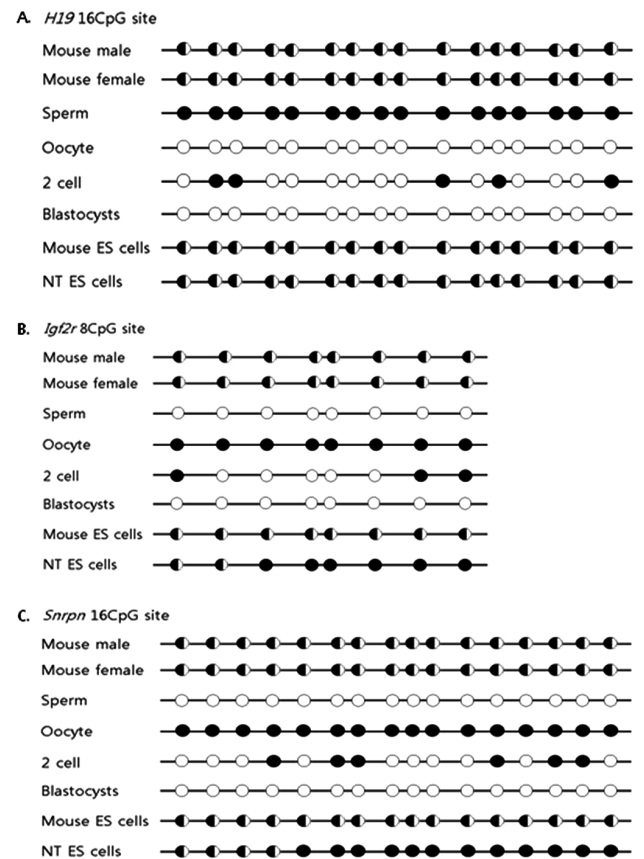 A. H19 16CpG site
Mouse male
Mouse female
Sperm
Oocyte
2 cell
Blastocysts
Mouse ES cells
NT ES cells
B. Igf2r 8CpG site
Mouse male
Mouse female
Sperm
Oocyte
2 cell
Blastocysts
Mouse ES cells
NT ES cells
C. Snrpn 16CpG site
Mouse male
Mouse female
Sperm
Oocyte
2 cell
Blastocysts
Mouse ES cells
NT ES cells